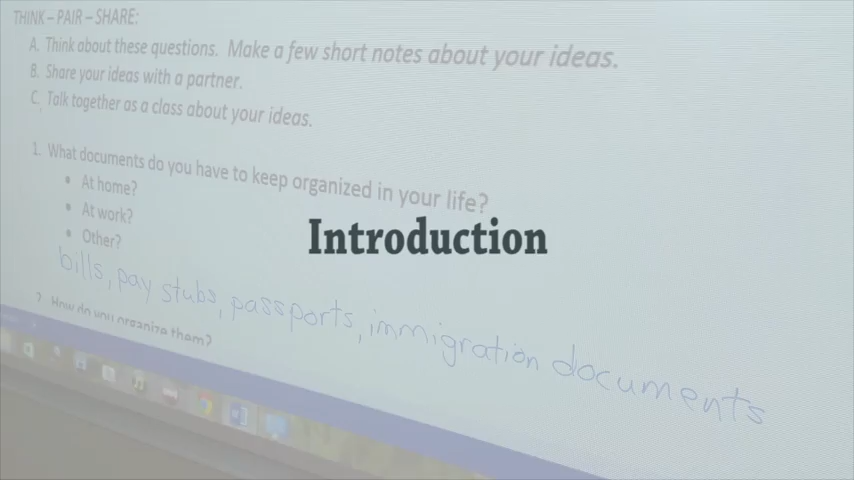 THINK – PAIR – SHARE:
A. Think about these questions. Make a few short notes about your ideas.
B. Share your ideas with a partner.
C. Talk together as a class about your ideas.
1. What documents do you have to keep organized in your life?
• At home?
• At work?
• Other?
Introduction
bills, pay stubs, passports, immigration documents
2. How do you organize them?